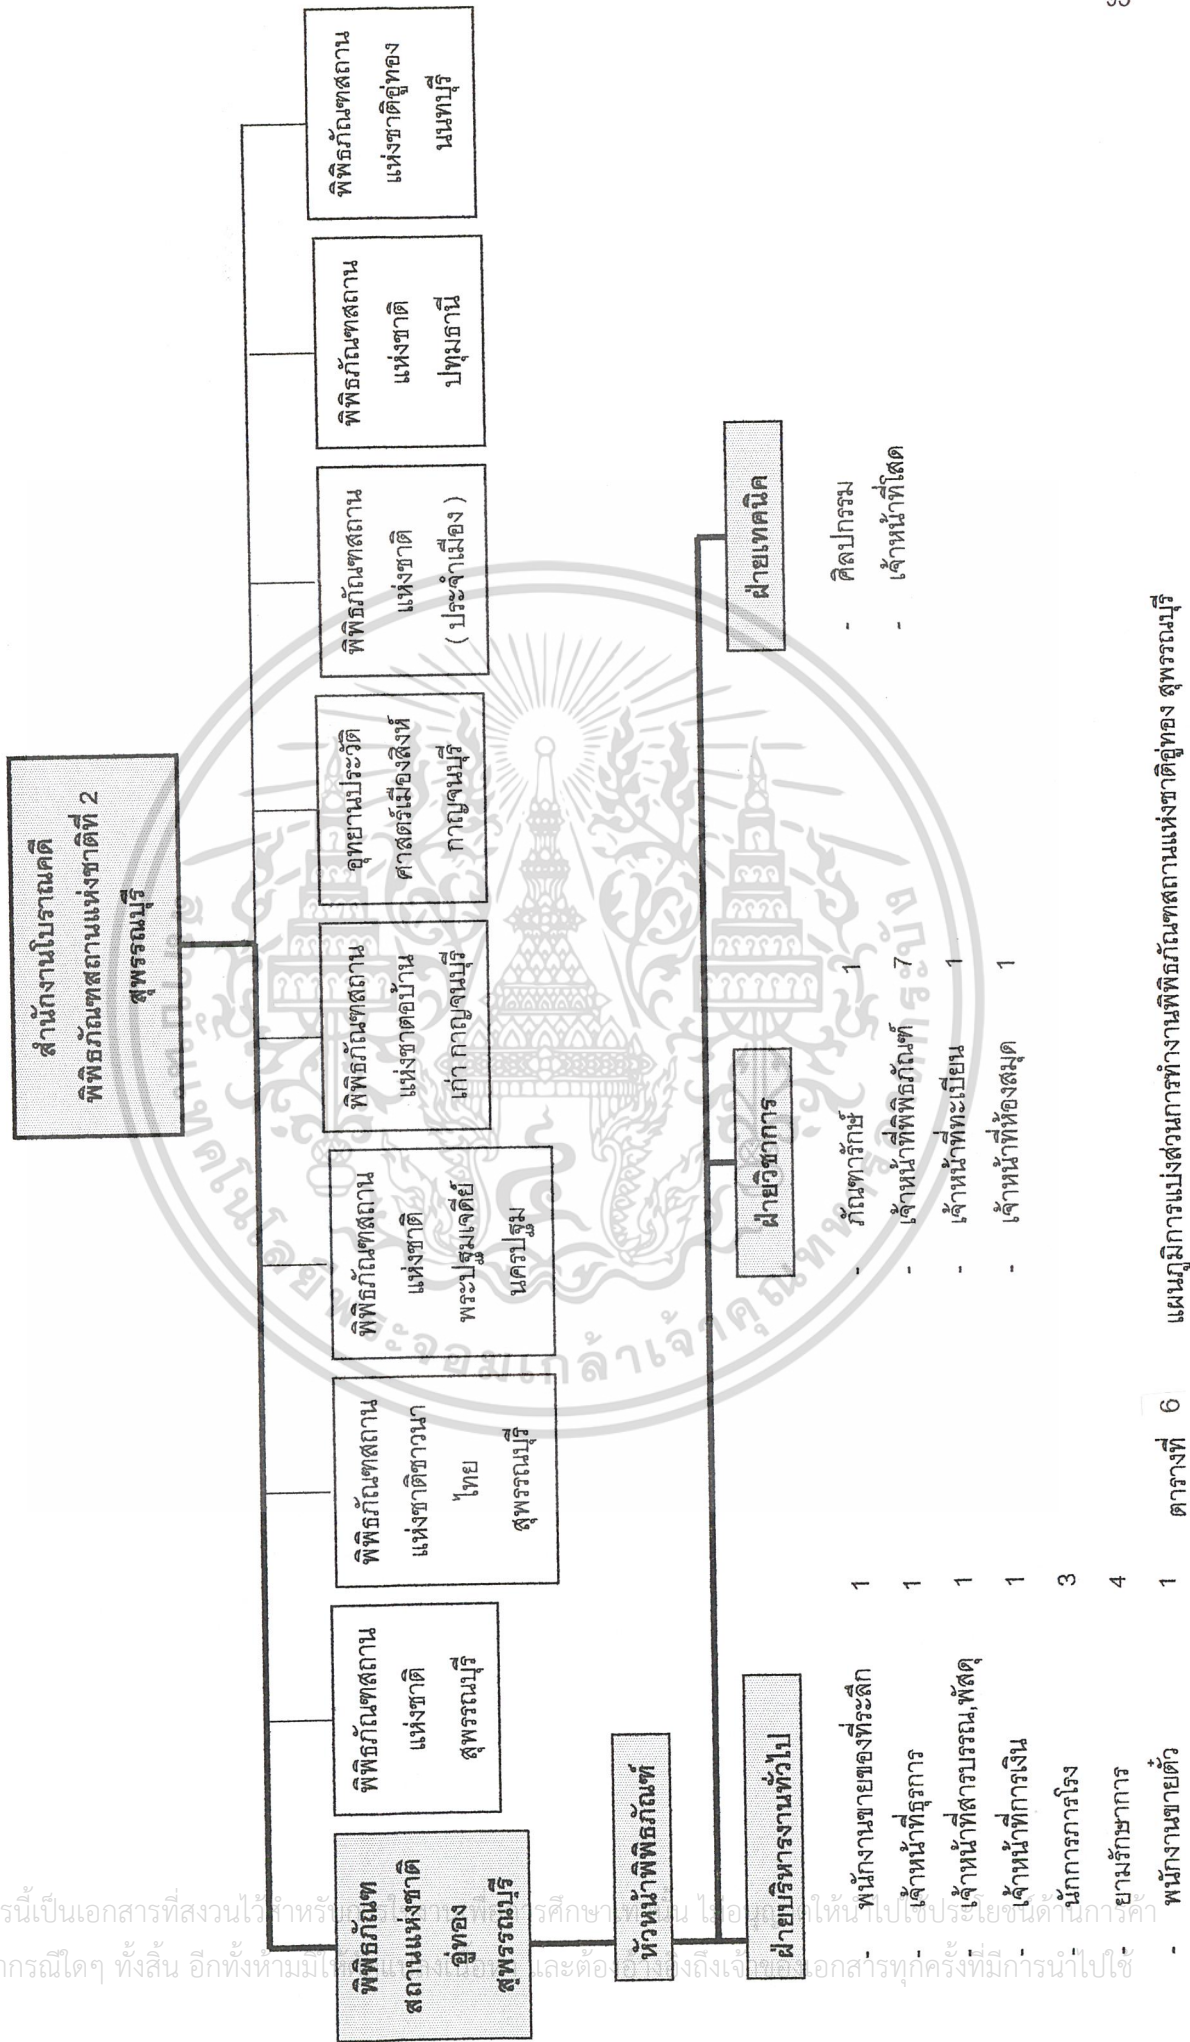 สำนักงานโบราณคดี
พิพิธภัณฑสถานแห่งชาติที่ 2
สุพรรณบุรี
พิพิธภัณฑ
สถานแห่งชาติ
อู่ทอง
สุพรรณบุรี
พิพิธภัณฑสถาน
แห่งชาติ
สุพรรณบุรี
พิพิธภัณฑสถาน
แห่งชาติชาวนา
ไทย
สุพรรณบุรี
พิพิธภัณฑสถาน
แห่งชาติ
พระปฐมเจดีย์
นครปฐม
พิพิธภัณฑสถาน
แห่งชาตอบ้าน
เก่า กาญจนบุรี
อุทยานประวัติ
ศาสตร์เมืองสิงห์
กาญจนบุรี
พิพิธภัณฑสถาน
แห่งชาติ
( ประจำเมือง )
พิพิธภัณฑสถาน
แห่งชาติ
ปทุมธานี
พิพิธภัณฑสถาน
แห่งชาติอู่ทอง
นนทบุรี
หัวหน้าพิพิธภัณฑ์
ฝ่ายบริหารงานทั่วไป
- พนักงานขายของที่ระลึก 1
- เจ้าหน้าที่ธุรการ 1
- เจ้าหน้าที่สารบรรณ,พัสดุ 1
- เจ้าหน้าที่การเงิน 1
- นักการภารโรง 3
- ยามรักษาการ 4
- พนักงานขายตั๋ว 1
ฝ่ายวิชาการ
- ภัณฑารักษ์ 1
- เจ้าหน้าที่พิพิธภัณฑ์ 7
- เจ้าหน้าที่ทะเบียน 1
- เจ้าหน้าที่ห้องสมุด 1
ฝ่ายเทคนิค
- ศิลปกรรม
- เจ้าหน้าที่โสต
ตารางที่ 6 แผนภูมิการแบ่งส่วนการทำงานพิพิธภัณฑสถานแห่งชาติอู่ทอง สุพรรณบุรี